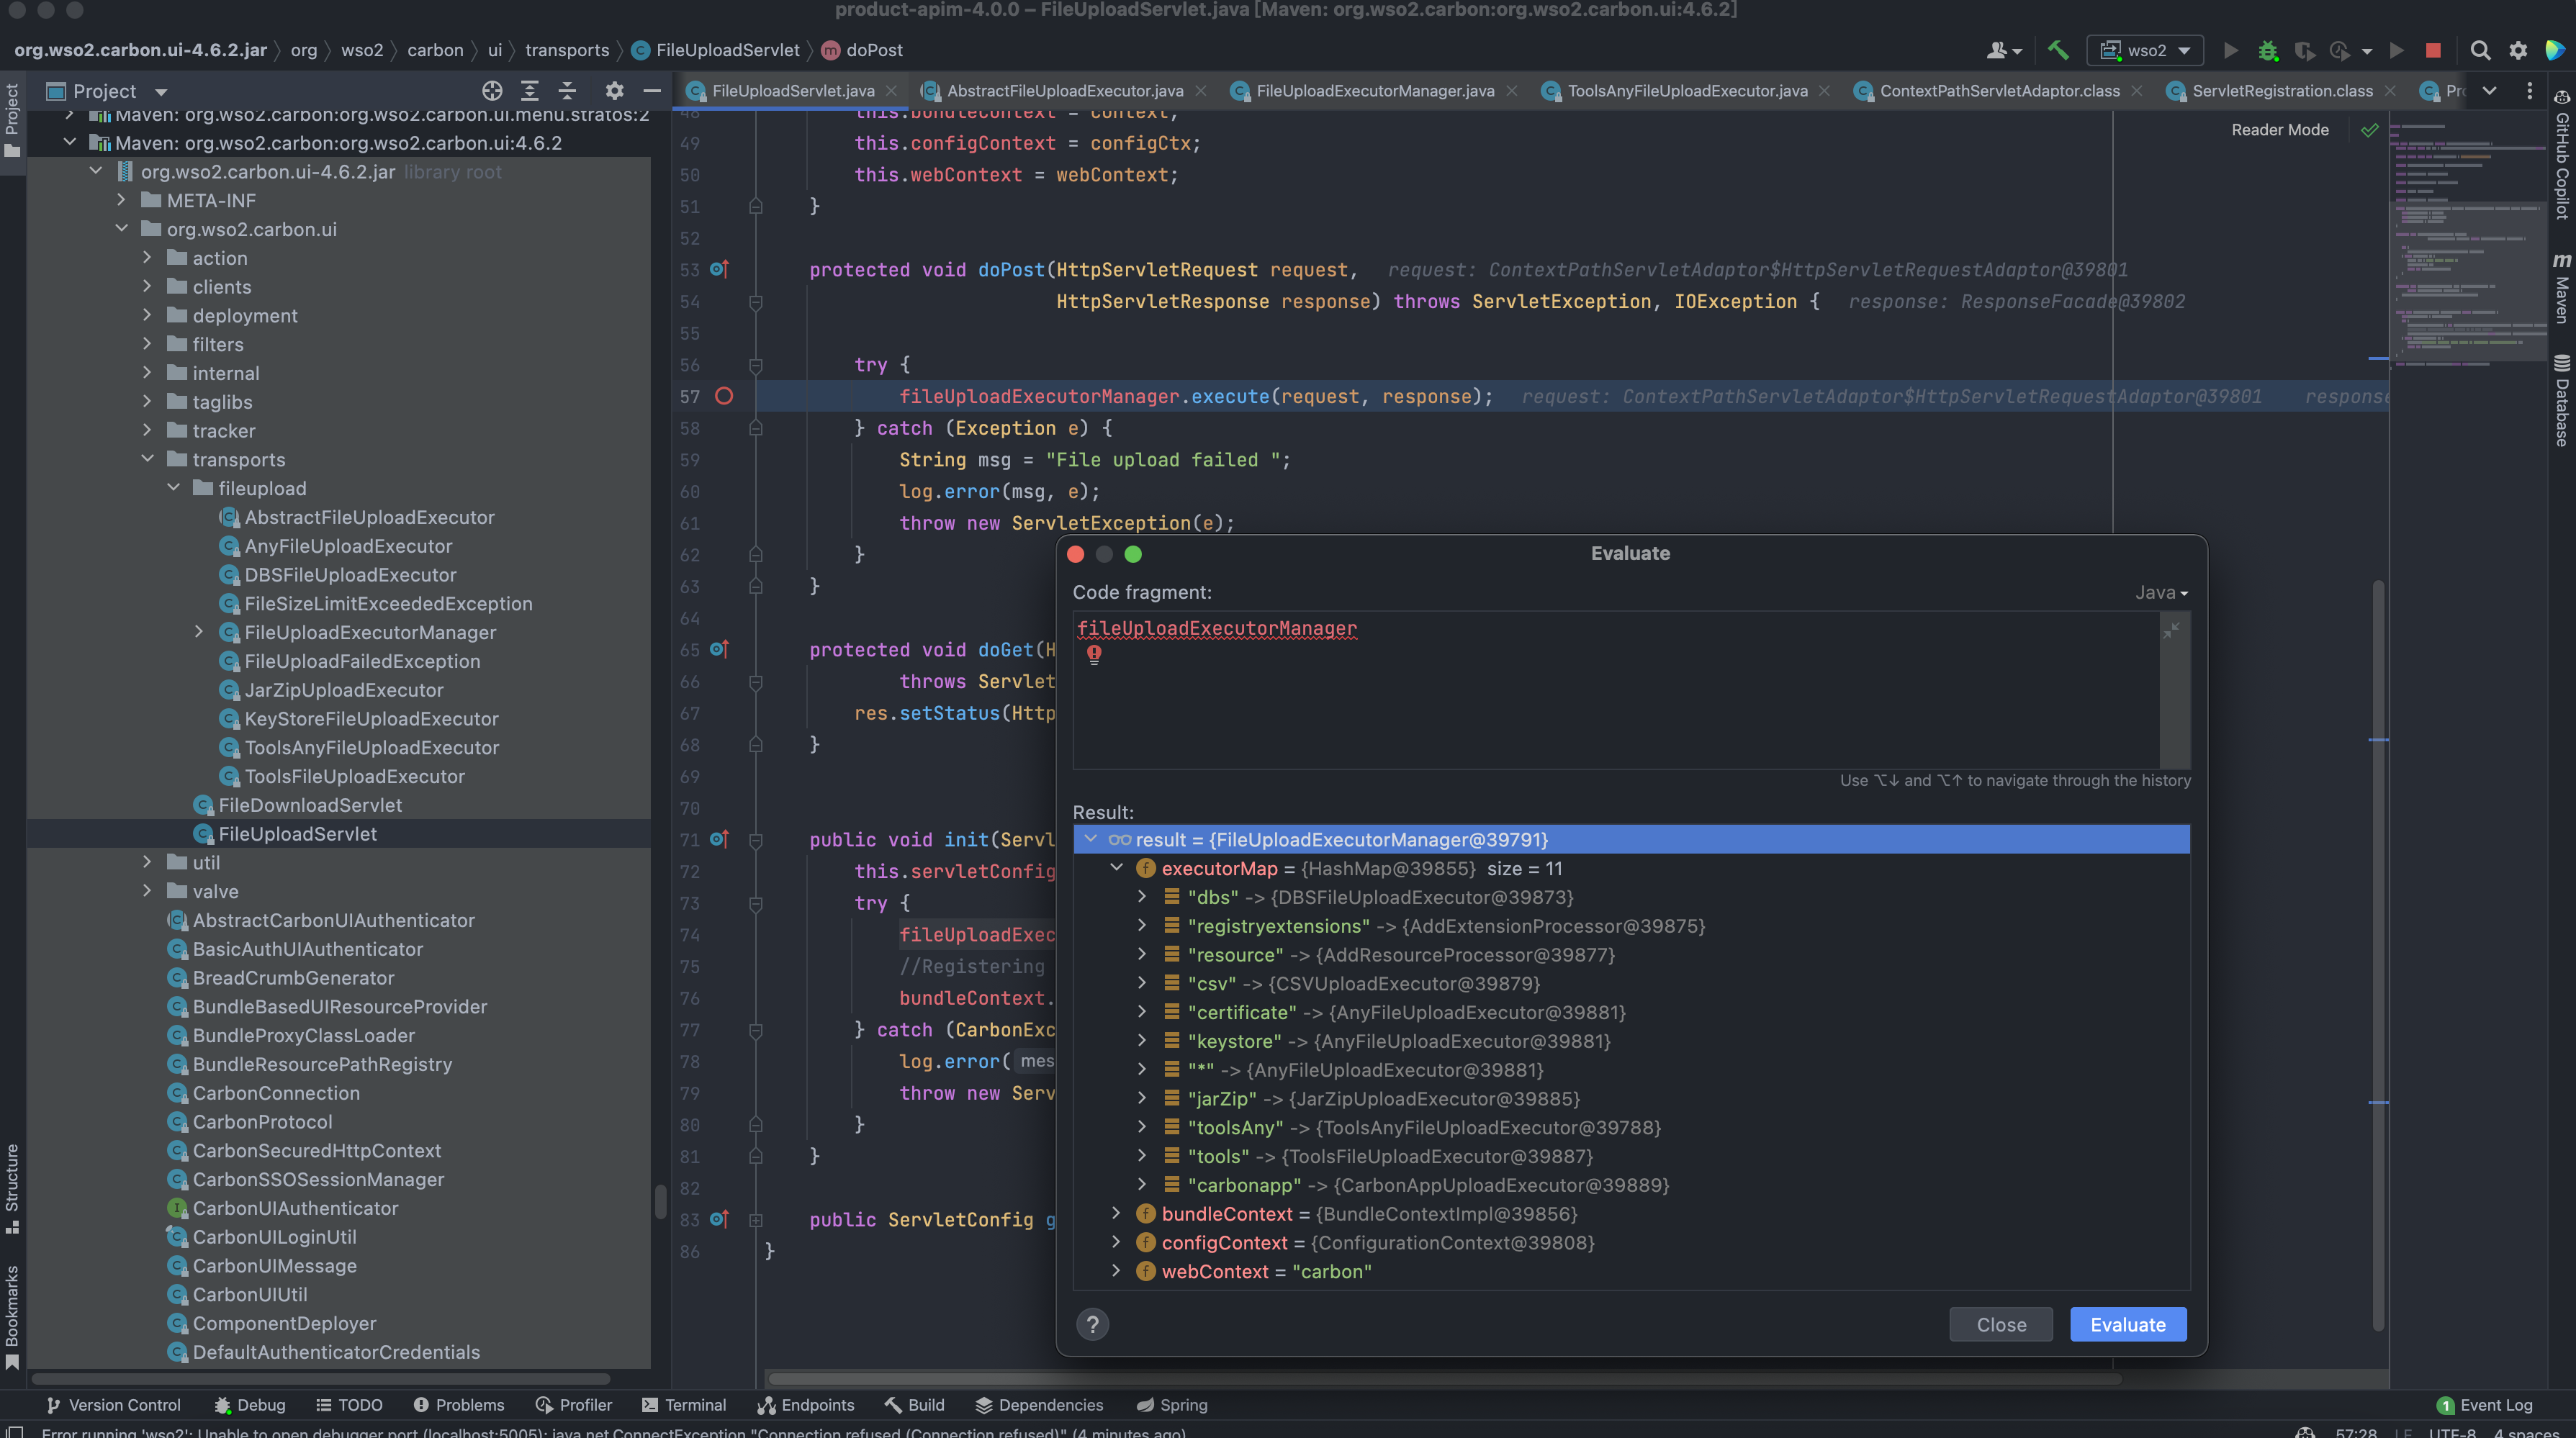 product-apim-4.0.0 – FileUploadServlet.java [Maven: org.wso2.carbon:org.wso2.carbon.ui:4.6.2]
org.wso2.carbon.ui-4.6.2.jar org wso2 carbon ui transports FileUploadServlet doPost
wso2
Project
FileUploadServlet.java AbstractFileUploadExecutor.java FileUploadExecutorManager.java ToolsAnyFileUploadExecutor.java ContextPathServletAdaptor.class ServletRegistration.class
Project
Structure
Bookmarks
Maven: org.wso2.carbon:org.wso2.carbon.ui.menu.stratos:2
Maven: org.wso2.carbon:org.wso2.carbon.ui:4.6.2
org.wso2.carbon.ui-4.6.2.jar library root
META-INF
org.wso2.carbon.ui
action
clients
deployment
filters
internal
taglibs
tracker
transports
fileupload
AbstractFileUploadExecutor
AnyFileUploadExecutor
DBSFileUploadExecutor
FileSizeLimitExceededException
FileUploadExecutorManager
FileUploadFailedException
JarZipUploadExecutor
KeyStoreFileUploadExecutor
ToolsAnyFileUploadExecutor
ToolsFileUploadExecutor
FileDownloadServlet
FileUploadServlet
util
valve
AbstractCarbonUIAuthenticator
BasicAuthUIAuthenticator
BreadCrumbGenerator
BundleBasedUIResourceProvider
BundleProxyClassLoader
BundleResourcePathRegistry
CarbonConnection
CarbonProtocol
CarbonSecuredHttpContext
CarbonSSOSessionManager
CarbonUIAuthenticator
CarbonUILoginUtil
CarbonUIMessage
CarbonUIUtil
ComponentDeployer
DefaultAuthenticatorCredentials
Reader Mode
48 this.bundleContext = context;
49 this.configContext = configCtx;
50 this.webContext = webContext;
51 }
52
53 protected void doPost(HttpServletRequest request, request: ContextPathServletAdaptor$HttpServletRequestAdaptor@39801
54 HttpServletResponse response) throws ServletException, IOException { response: ResponseFacade@39802
55
56 try {
57 fileUploadExecutorManager.execute(request, response); request: ContextPathServletAdaptor$HttpServletRequestAdaptor@39801 response
58 } catch (Exception e) {
59 String msg = "File upload failed ";
60 log.error(msg, e);
61 throw new ServletException(e);
62 }
63 }
64
65 protected void doGet(H
66 throws Servlet
67 res.setStatus(Http
68 }
69
70
71 public void init(Servl
72 this.servletConfig
73 try {
74 fileUploadExec
75 //Registering
76 bundleContext.
77 } catch (CarbonExc
78 log.error( mes
79 throw new Serv
80 }
81 }
82
83 public ServletConfig g
86 }
Evaluate
Code fragment:
Java
fileUploadExecutorManager
Use ⌥↓ and ⌥↑ to navigate through the history
Result:
result = {FileUploadExecutorManager@39791}
executorMap = {HashMap@39855} size = 11
"dbs" -> {DBSFileUploadExecutor@39873}
"registryextensions" -> {AddExtensionProcessor@39875}
"resource" -> {AddResourceProcessor@39877}
"csv" -> {CSVUploadExecutor@39879}
"certificate" -> {AnyFileUploadExecutor@39881}
"keystore" -> {AnyFileUploadExecutor@39881}
"*" -> {AnyFileUploadExecutor@39881}
"jarZip" -> {JarZipUploadExecutor@39885}
"toolsAny" -> {ToolsAnyFileUploadExecutor@39788}
"tools" -> {ToolsFileUploadExecutor@39887}
"carbonapp" -> {CarbonAppUploadExecutor@39889}
bundleContext = {BundleContextImpl@39856}
configContext = {ConfigurationContext@39808}
webContext = "carbon"
?
Close
Evaluate
GitHub Copilot
Maven
Database
Version Control Debug TODO Problems Profiler Terminal Endpoints Build Dependencies Spring
1 Event Log
Error running 'wso2': Unable to open debugger port (localhost:5005): java.net.ConnectException "Connection refused (Connection refused)" (4 minutes ago)
57:28 LF UTF-8 4 spaces